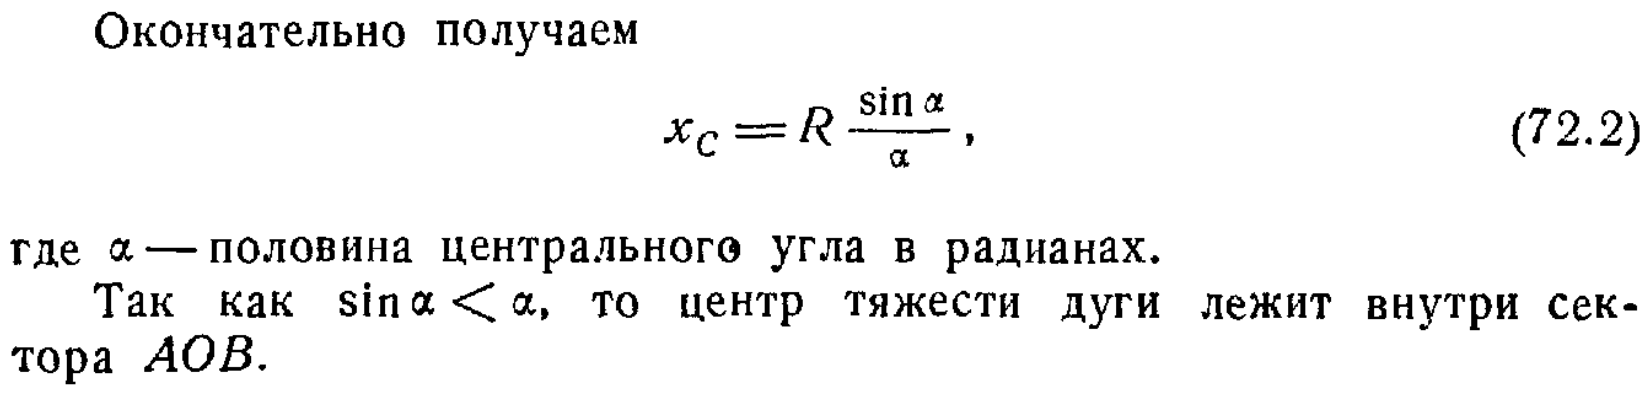 Окончательно получаем
x_C = R \frac{\sin α}{α}, (72.2)
где α — половина центрального угла в радианах.
Так как sin α < α, то центр тяжести дуги лежит внутри сек-
тора AOB.